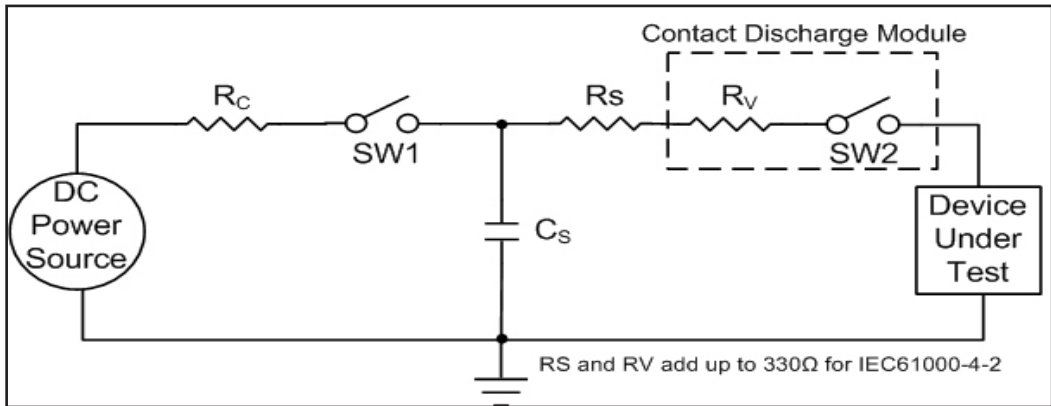 Contact Discharge Module
RC
SW1
Rs
RV
SW2
DC
Power
Source
CS
Device
Under
Test
RS and RV add up to 330Ω for IEC61000-4-2